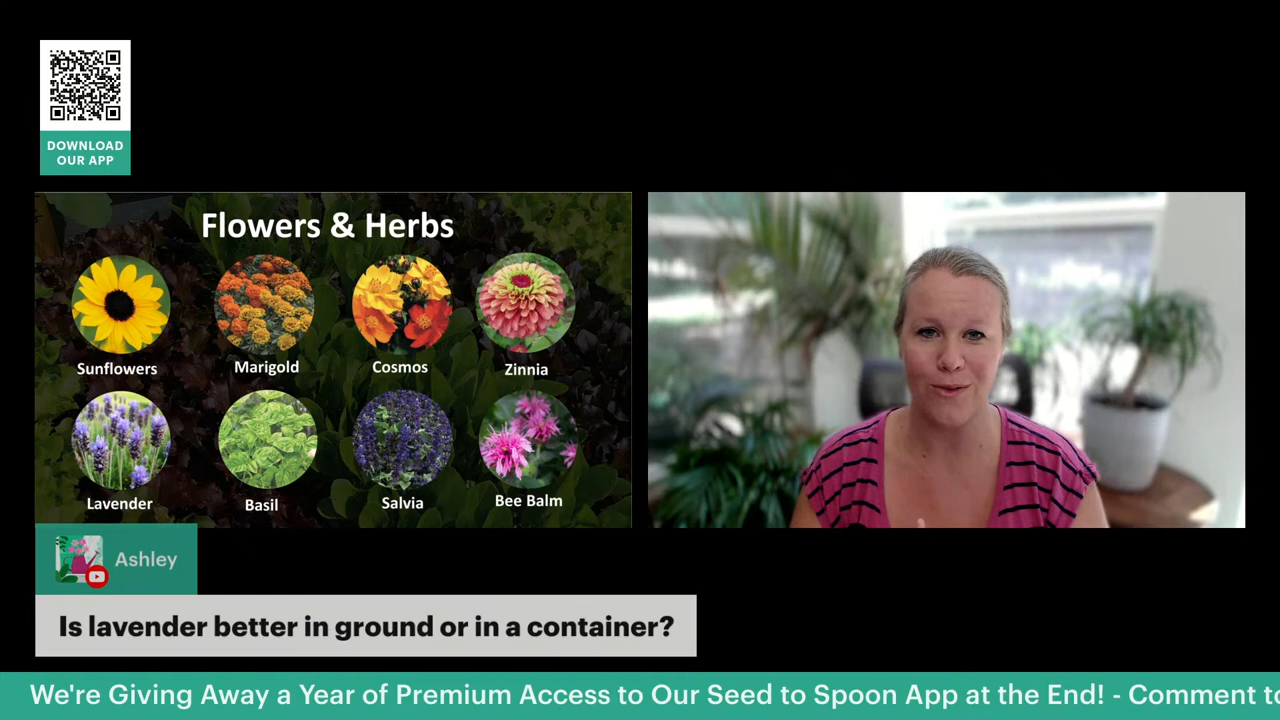 DOWNLOAD
OUR APP
Flowers & Herbs
Sunflowers
Marigold
Cosmos
Zinnia
Lavender
Basil
Salvia
Bee Balm
Ashley
Is lavender better in ground or in a container?
We're Giving Away a Year of Premium Access to Our Seed to Spoon App at the End! - Comment to